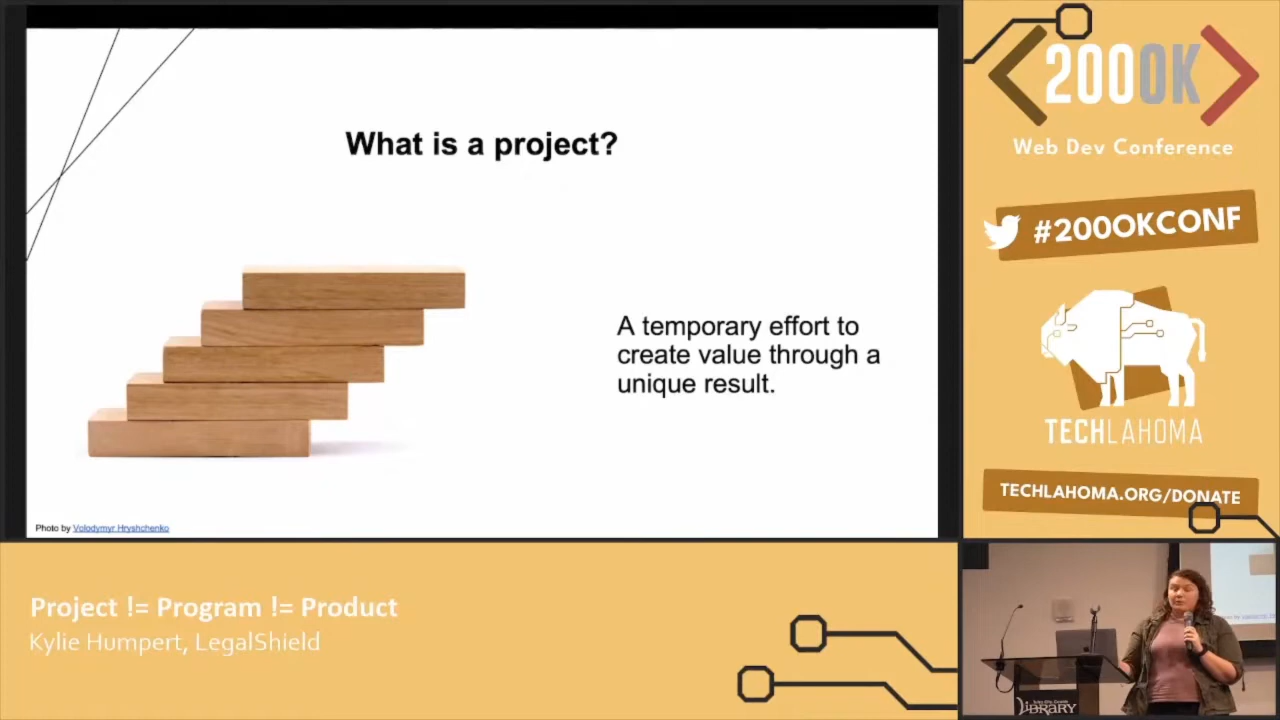 What is a project?
A temporary effort to
create value through a
unique result.
Photo by Volodymyr Hryshchenko
200OK
Web Dev Conference
#200OKCONF
TECHLAHOMA
TECHLAHOMA.ORG/DONATE
Project != Program != Product
Kylie Humpert, LegalShield
LIBRARY